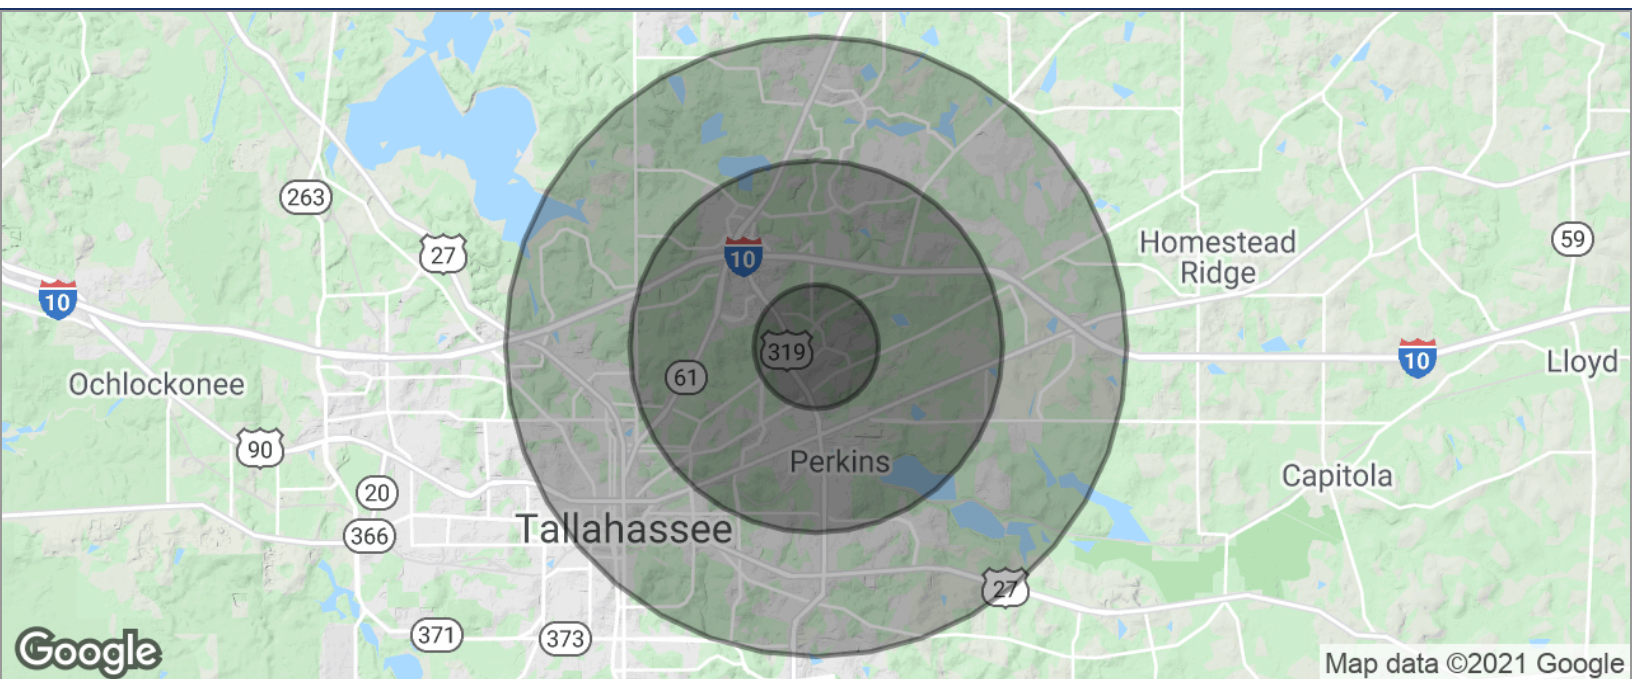 263
27
10
Homestead
Ridge
59
10
319
10
Lloyd
Ochlockonee
61
90
Perkins
Capitola
20
366
Tallahassee
27
371
373
Google
Map data ©2021 Google